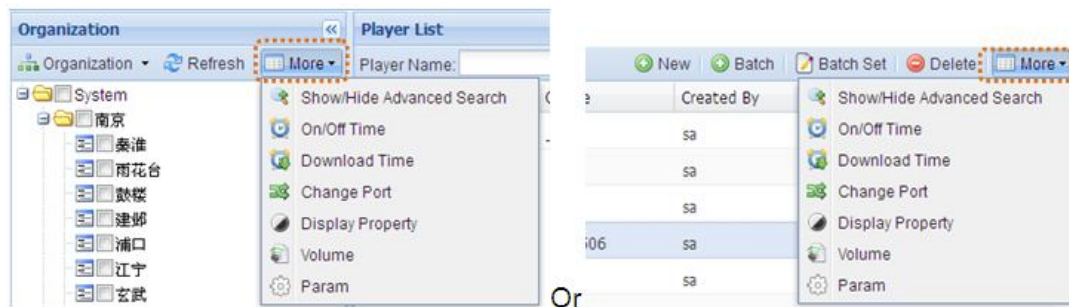 Organization « Player List
Organization Refresh More Player Name:
System
南京
秦淮
雨花台
鼓楼
建邺
浦口
江宁
玄武
Show/Hide Advanced Search
On/Off Time
Download Time
Change Port
Display Property
Volume
Param
Or
New Batch Batch Set Delete More
Created By
sa
sa
sa
506 sa
sa
Show/Hide Advanced Search
On/Off Time
Download Time
Change Port
Display Property
Volume
Param